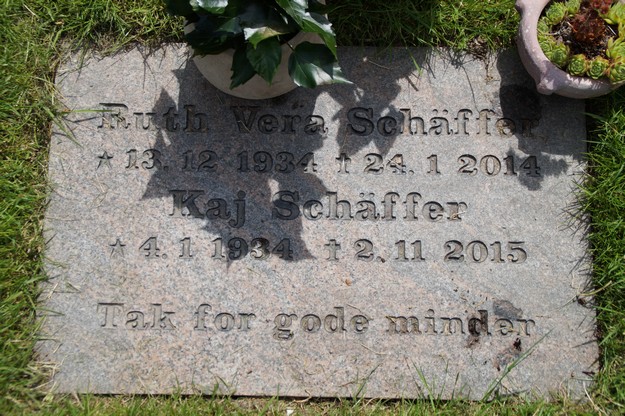 Ruth Vera Schäffer
★ 13. 12 1934 † 24. 1 2014
Kaj Schäffer
★ 4. 1 1934 † 2. 11 2015
Tak for gode minder